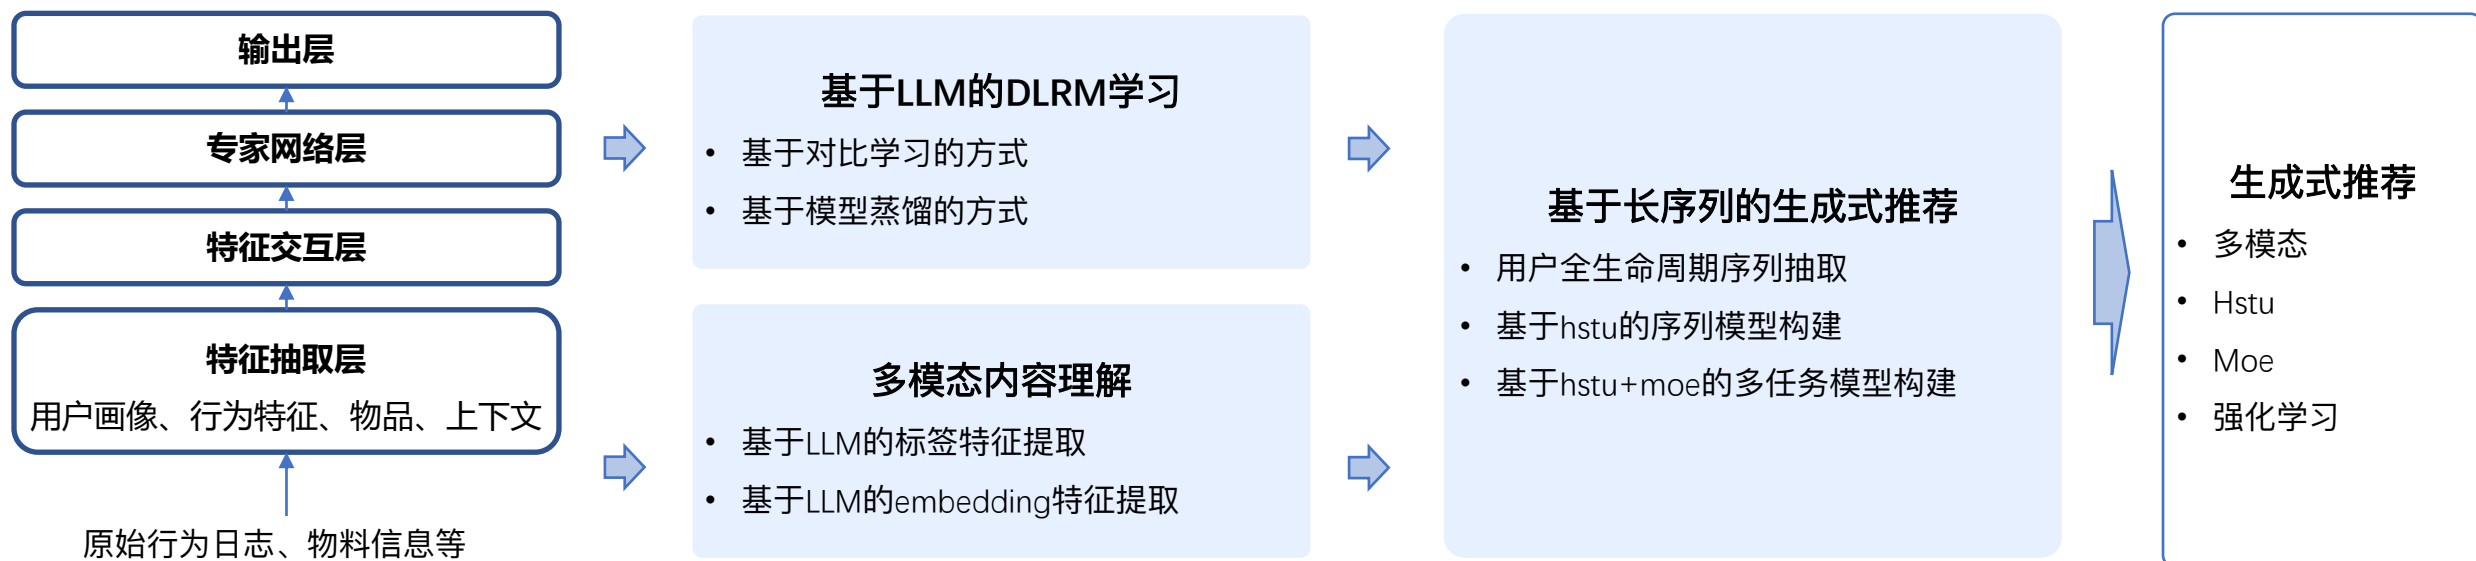 输出层
专家网络层
特征交互层
特征抽取层
用户画像、行为特征、物品、上下文
原始行为日志、物料信息等
基于LLM的DLRM学习
• 基于对比学习的方式
• 基于模型蒸馏的方式
多模态内容理解
• 基于LLM的标签特征提取
• 基于LLM的embedding特征提取
基于长序列的生成式推荐
• 用户全生命周期序列抽取
• 基于hstu的序列模型构建
• 基于hstu+moe的多任务模型构建
生成式推荐
• 多模态
• Hstu
• Moe
• 强化学习